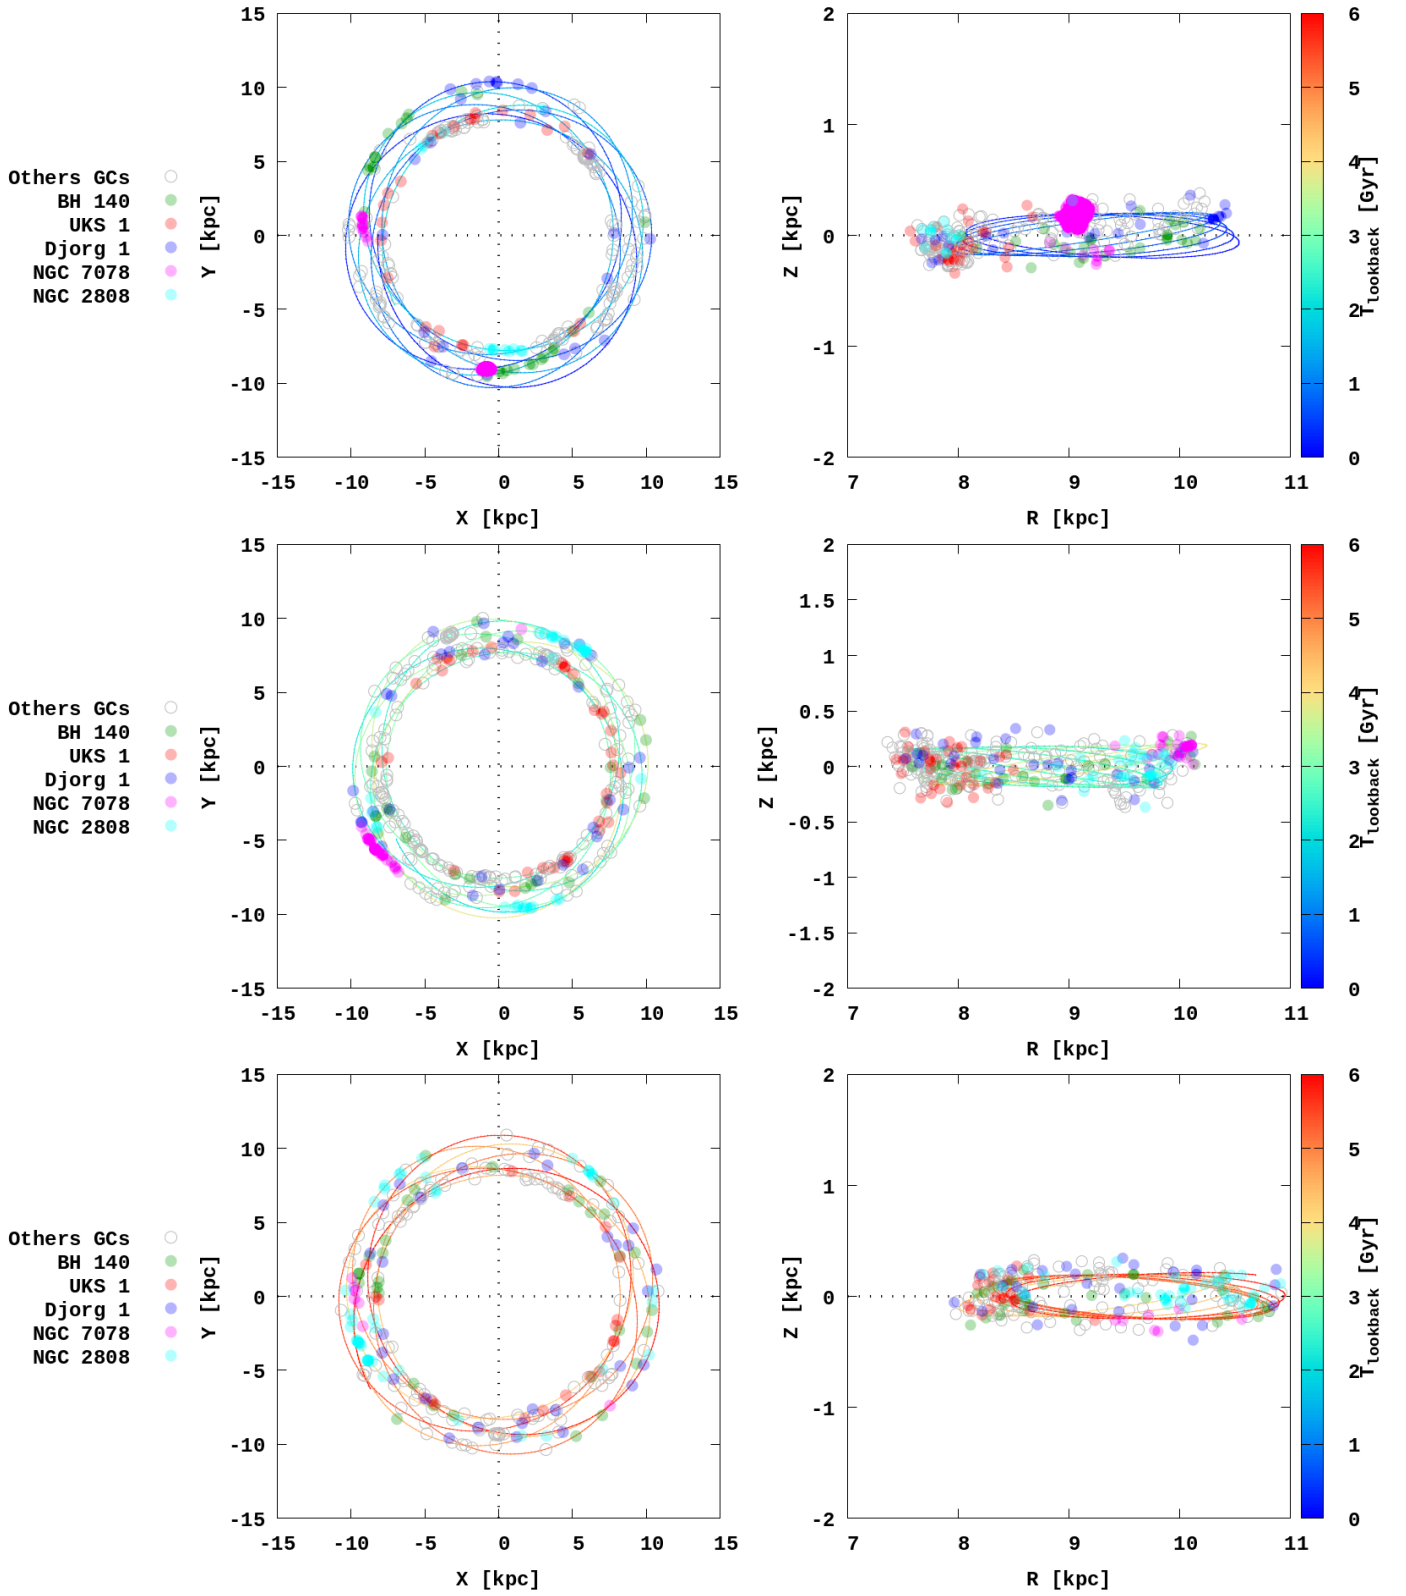 15
10
5
0
-5
-10
-15
Y [kpc]
-15 -10 -5 0 5 10 15
X [kpc]
Others GCs
BH 140
UKS 1
Djorg 1
NGC 7078
NGC 2808
2
1
0
-1
-2
Z [kpc]
7 8 9 10 11
R [kpc]
6
5
4
3
2
1
0
Tlookback [Gyr]
15
10
5
0
-5
-10
-15
Y [kpc]
-15 -10 -5 0 5 10 15
X [kpc]
Others GCs
BH 140
UKS 1
Djorg 1
NGC 7078
NGC 2808
2
1.5
1
0.5
0
-0.5
-1
-1.5
-2
Z [kpc]
7 8 9 10 11
R [kpc]
6
5
4
3
2
1
0
Tlookback [Gyr]
15
10
5
0
-5
-10
-15
Y [kpc]
-15 -10 -5 0 5 10 15
X [kpc]
Others GCs
BH 140
UKS 1
Djorg 1
NGC 7078
NGC 2808
2
1
0
-1
-2
Z [kpc]
7 8 9 10 11
R [kpc]
6
5
4
3
2
1
0
Tlookback [Gyr]